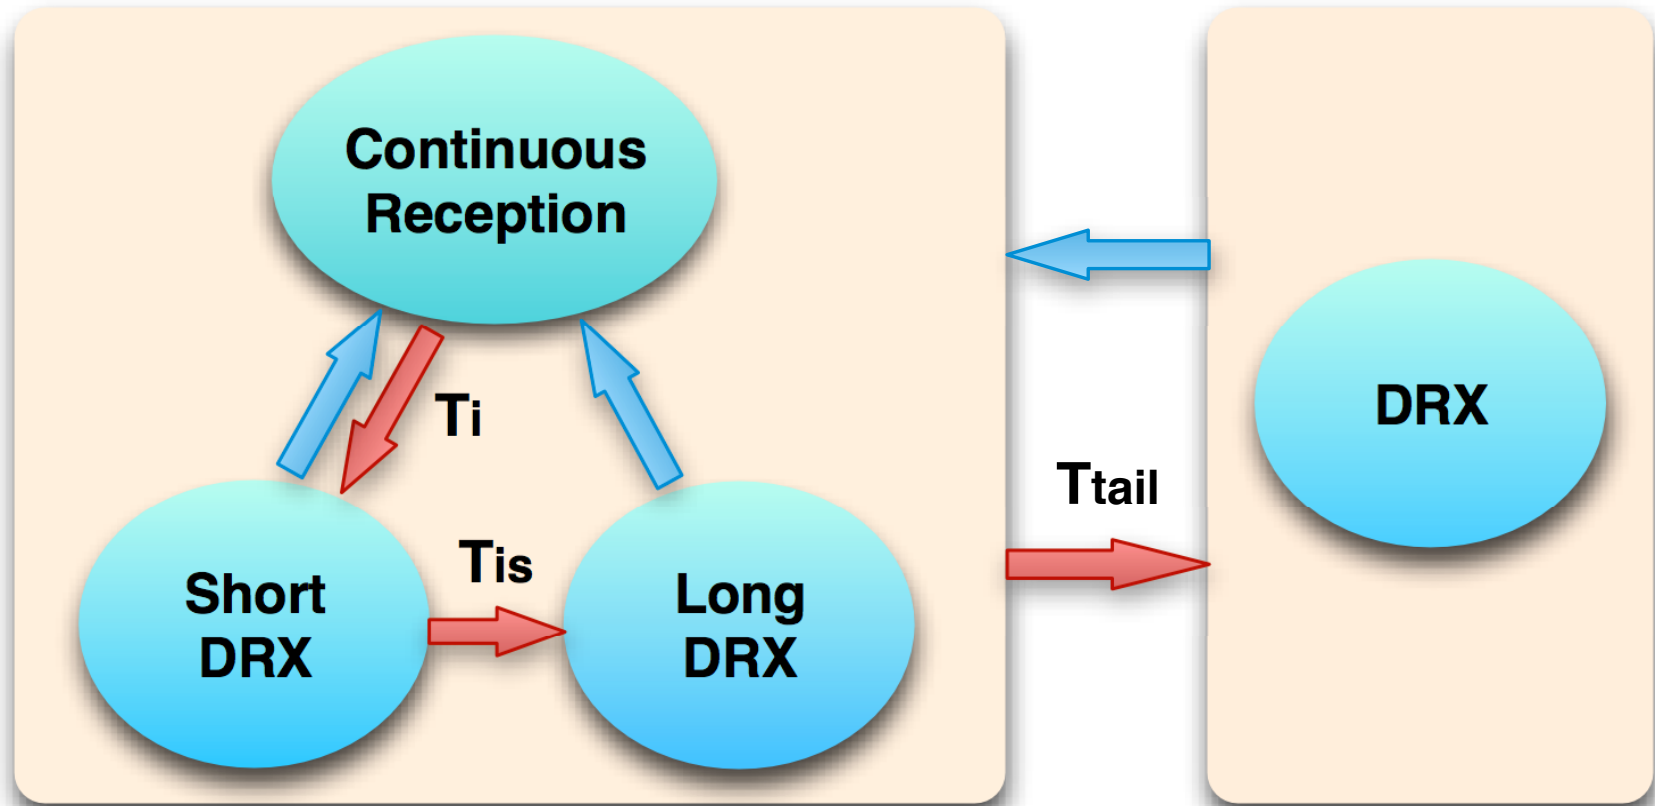 Continuous
Reception
Ti
Tis
Short
DRX
Long
DRX
Ttail
DRX